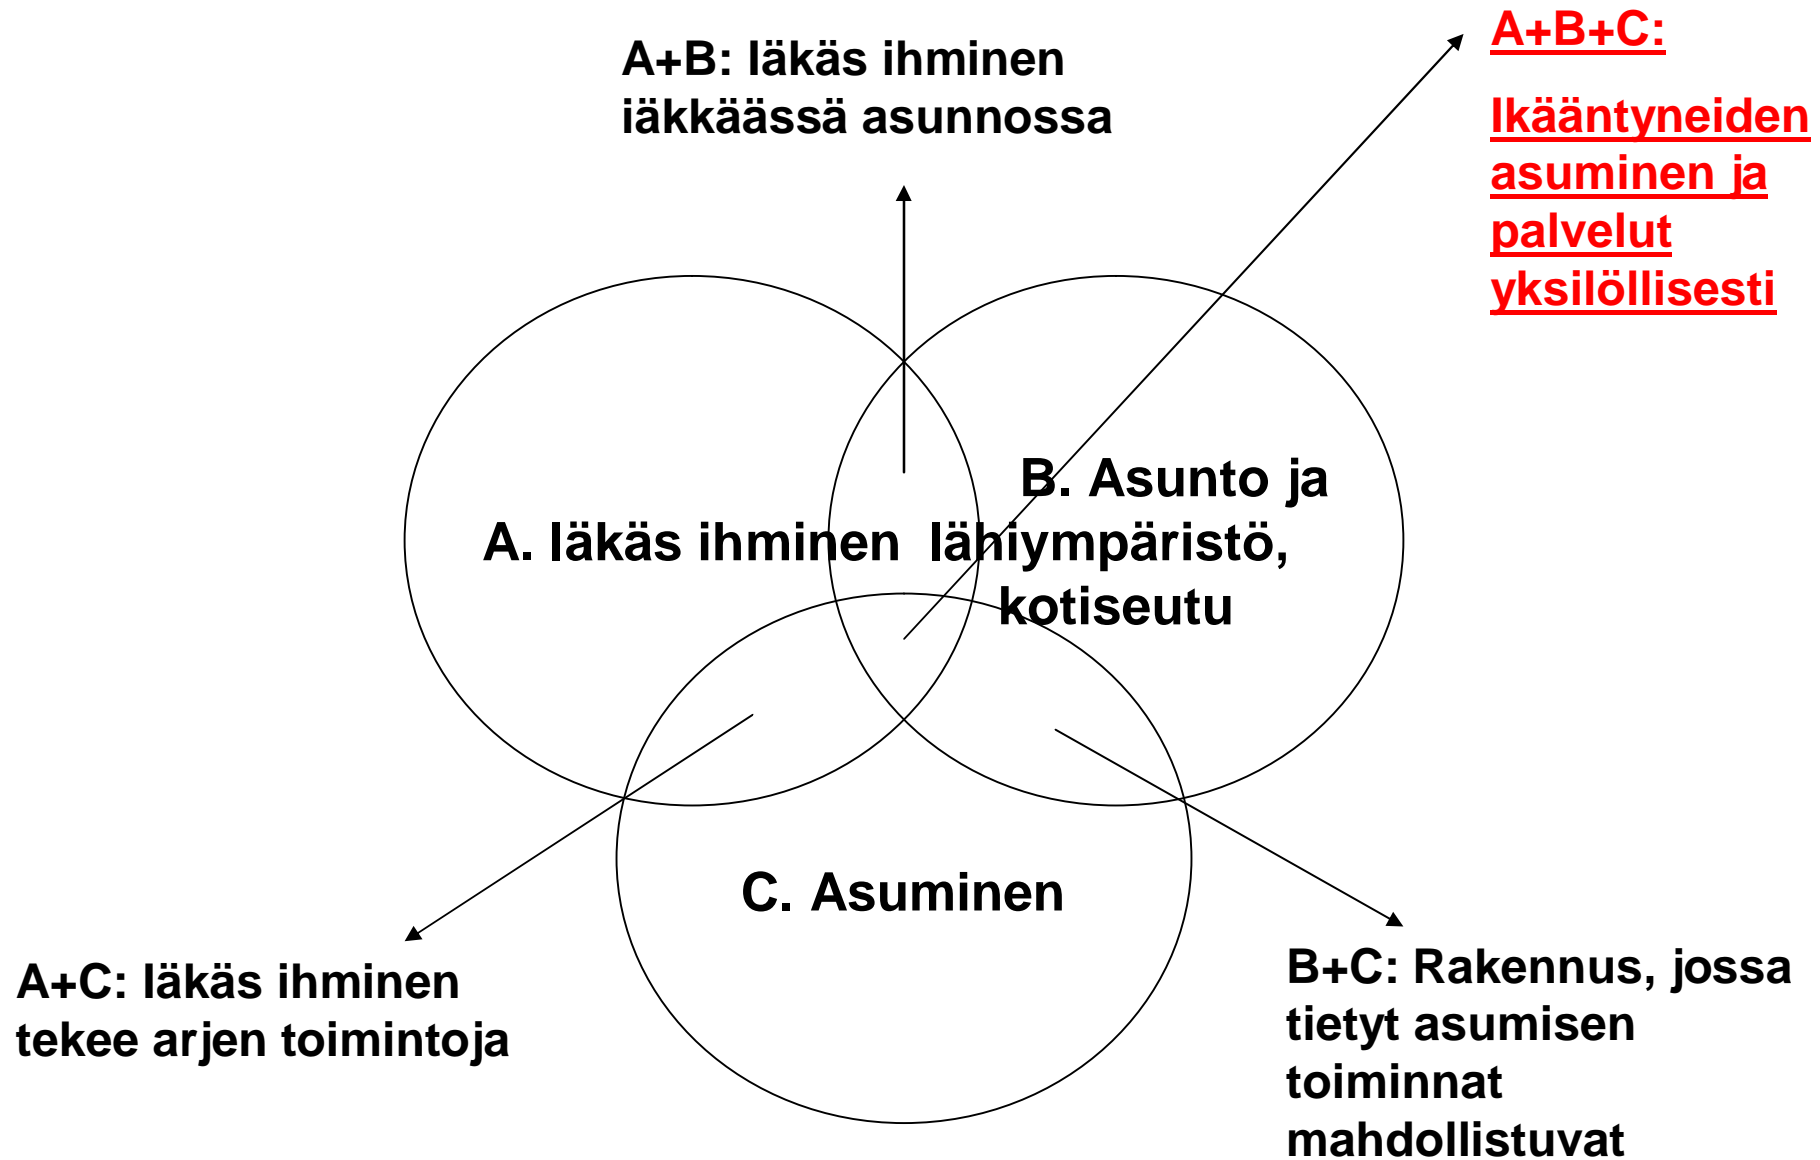 A+B: Iäkäs ihminen
iäkkäässä asunnossa
A+B+C:
Ikääntyneiden
asuminen ja
palvelut
yksilöllisesti
A. Iäkäs ihminen
B. Asunto ja
lähiympäristö,
kotiseutu
C. Asuminen
A+C: Iäkäs ihminen
tekee arjen toimintoja
B+C: Rakennus, jossa
tietyt asumisen
toiminnat
mahdollistuvat